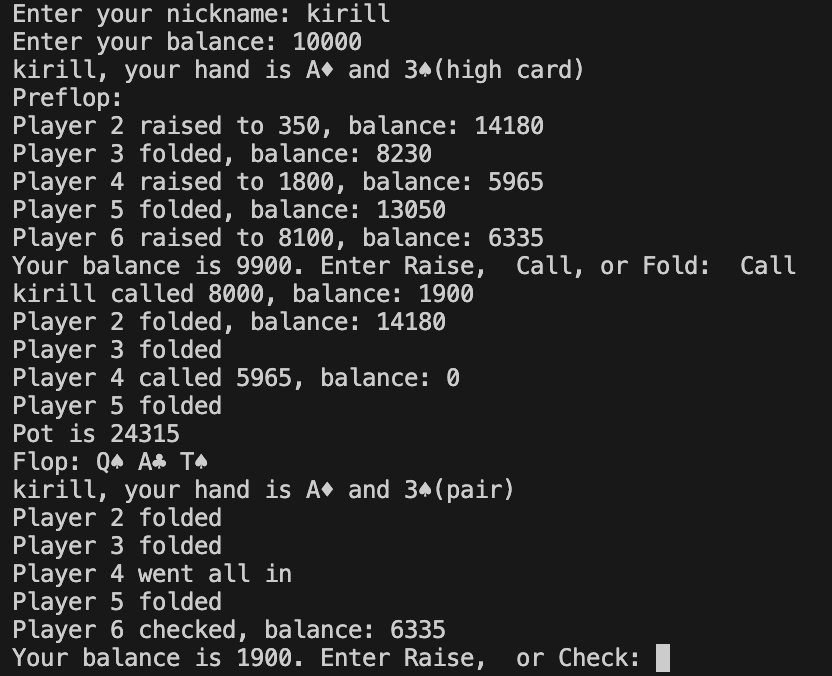 Enter your nickname: kirill
Enter your balance: 10000
kirill, your hand is A♦ and 3♠(high card)
Preflop:
Player 2 raised to 350, balance: 14180
Player 3 folded, balance: 8230
Player 4 raised to 1800, balance: 5965
Player 5 folded, balance: 13050
Player 6 raised to 8100, balance: 6335
Your balance is 9900. Enter Raise,  Call, or Fold:  Call
kirill called 8000, balance: 1900
Player 2 folded, balance: 14180
Player 3 folded
Player 4 called 5965, balance: 0
Player 5 folded
Pot is 24315
Flop: Q♠ A♣ T♠
kirill, your hand is A♦ and 3♠(pair)
Player 2 folded
Player 3 folded
Player 4 went all in
Player 5 folded
Player 6 checked, balance: 6335
Your balance is 1900. Enter Raise,  or Check: